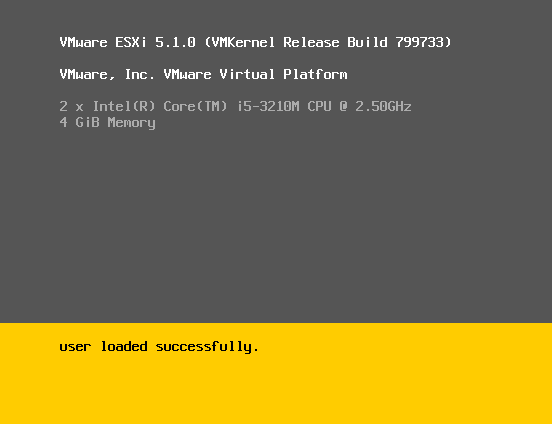 VMware ESXi 5.1.0 (VMKernel Release Build 799733)
VMware, Inc. VMware Virtual Platform
2 x Intel(R) Core(TM) i5-3210M CPU @ 2.50GHz
4 GiB Memory
user loaded successfully.